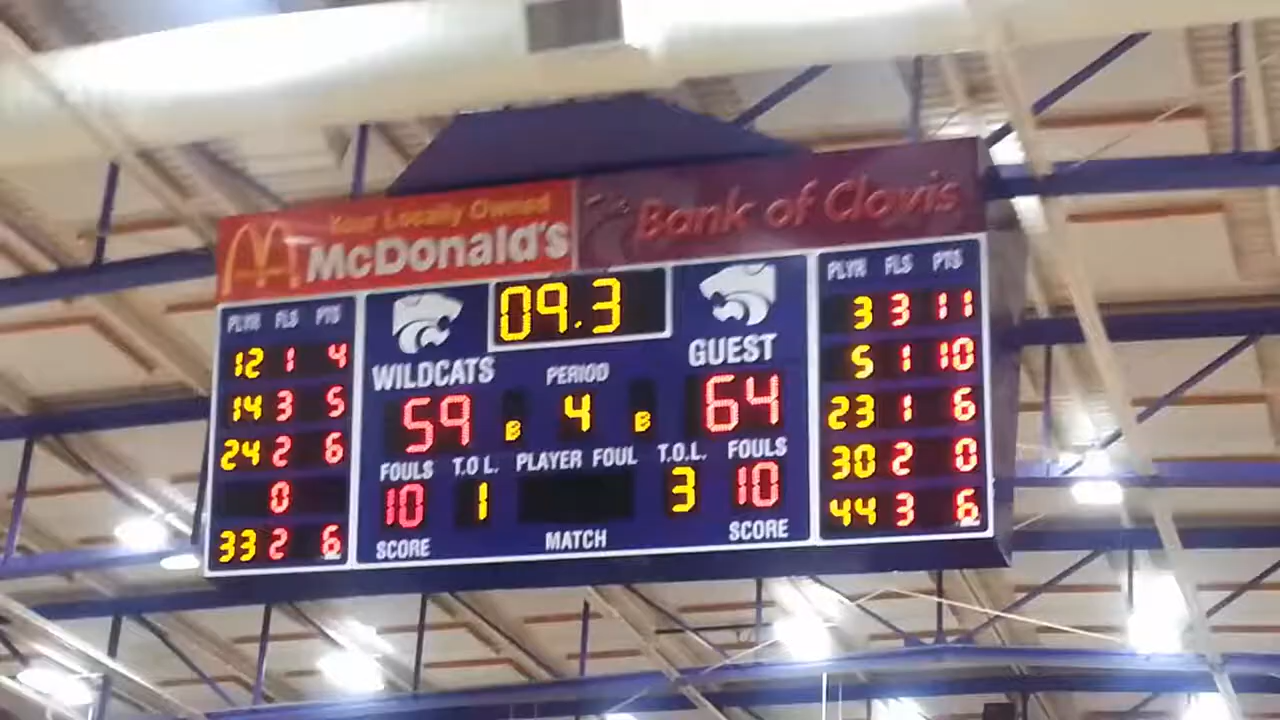 Your Locally Owned
McDonald's
Bank of Clovis
09.3
PLYR FLS PTS
12 1 4
14 3 5
24 2 6
0
33 2 6
WILDCATS
59
B
PERIOD
4
B
GUEST
64
FOULS T.O.L. PLAYER FOUL T.O.L. FOULS
10 1 3 10
SCORE MATCH SCORE
PLYR FLS PTS
3 3 11
5 1 10
23 1 6
30 2 0
44 3 6